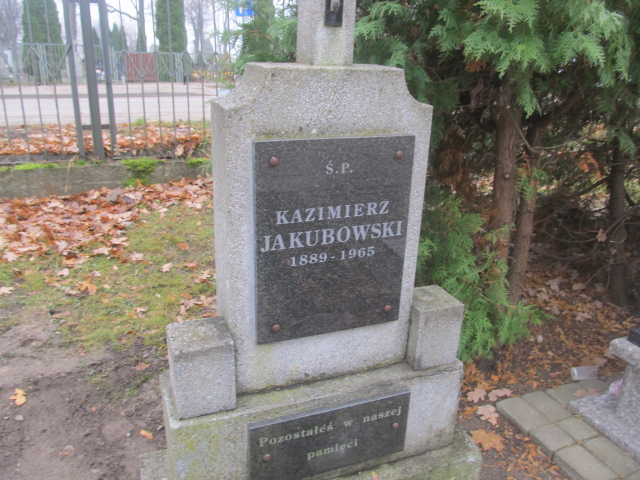 Ś.P.
KAZIMIERZ
JAKUBOWSKI
1889 - 1965
Pozostałeś w naszej
pamięci